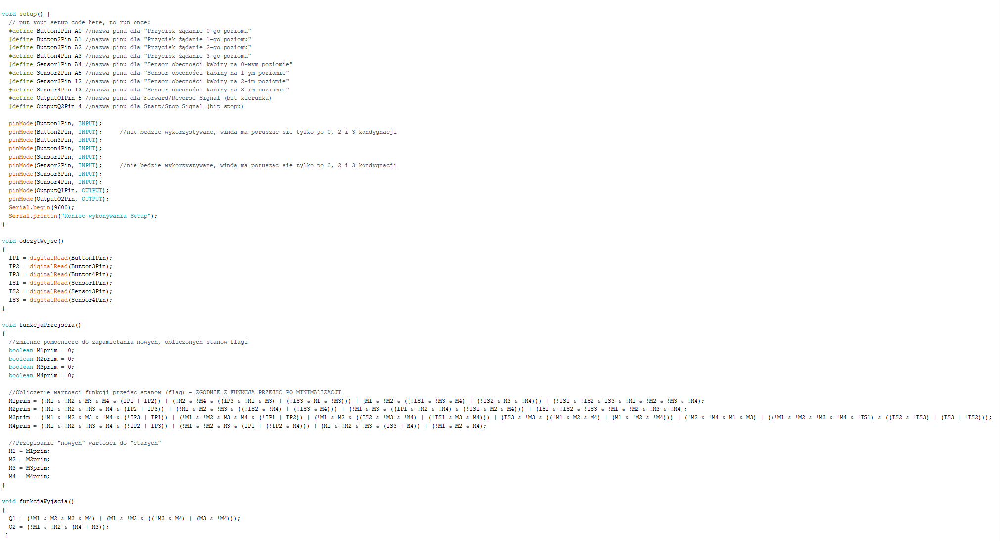 void setup() {
  // put your setup code here, to run once:
  #define Button1Pin A0 //nazwa pinu dla "Przycisk żądanie 0-go poziomu"
  #define Button2Pin A1 //nazwa pinu dla "Przycisk żądanie 1-go poziomu"
  #define Button3Pin A2 //nazwa pinu dla "Przycisk żądanie 2-go poziomu"
  #define Button4Pin A3 //nazwa pinu dla "Przycisk żądanie 3-go poziomu"
  #define Sensor1Pin A4 //nazwa pinu dla "Sensor obecności kabiny na 0-wym poziomie"
  #define Sensor2Pin A5 //nazwa pinu dla "Sensor obecności kabiny na 1-ym poziomie"
  #define Sensor3Pin 12 //nazwa pinu dla "Sensor obecności kabiny na 2-im poziomie"
  #define Sensor4Pin 13 //nazwa pinu dla "Sensor obecności kabiny na 3-im poziomie"
  #define OutputQ1Pin 5 //nazwa pinu dla Forward/Reverse Signal (bit kierunku)
  #define OutputQ2Pin 4 //nazwa pinu dla Start/Stop Signal (bit stopu)

  pinMode(Button1Pin, INPUT);
  pinMode(Button2Pin, INPUT);     //nie bedzie wykorzystywane, winda ma poruszac sie tylko po 0, 2 i 3 kondygnacji
  pinMode(Button3Pin, INPUT);
  pinMode(Button4Pin, INPUT);
  pinMode(Sensor1Pin, INPUT);
  pinMode(Sensor2Pin, INPUT);     //nie bedzie wykorzystywane, winda ma poruszac sie tylko po 0, 2 i 3 kondygnacji
  pinMode(Sensor3Pin, INPUT);
  pinMode(Sensor4Pin, INPUT);
  pinMode(OutputQ1Pin, OUTPUT);
  pinMode(OutputQ2Pin, OUTPUT);
  Serial.begin(9600);
  Serial.println("Koniec wykonywania Setup");
}

void odczytWejsc()
{
  IP1 = digitalRead(Button1Pin);
  IP2 = digitalRead(Button3Pin);
  IP3 = digitalRead(Button4Pin);
  IS1 = digitalRead(Sensor1Pin);
  IS2 = digitalRead(Sensor3Pin);
  IS3 = digitalRead(Sensor4Pin);
}

void funkcjaPrzejscia()
{
  //zmienne pomocnicze do zapamietania nowych, obliczonych stanow flagi
  boolean M1prim = 0;
  boolean M2prim = 0;
  boolean M3prim = 0;
  boolean M4prim = 0;

  //Obliczenie wartosci funkcji przejsc stanow (flag) - ZGODNIE Z FUNKCJA PRZEJSC PO MINIMALIZACJI
  M1prim = (!M1 & !M2 & M3 & M4 & (IP1 | IP2)) | (!M2 & !M4 & ((IP3 & !M1 & M3) | (!IS3 & M1 & !M3))) | (M1 & !M2 & ((!IS1 & !M3 & M4) | (!IS2 & M3 & !M4))) | (!IS1 & !IS2 & IS3 & !M1 & !M2 & !M3 & !M4);
  M2prim = (!M1 & !M2 & !M3 & M4 & (IP2 | IP3)) | (!M1 & M2 & !M3 & ((!IS2 & !M4) | (!IS3 & M4))) | (!M1 & M3 & ((IP1 & !M2 & !M4) & (!IS1 & M2 & M4))) | (IS1 & !IS2 & !IS3 & !M1 & !M2 & !M3 & !M4);
  M3prim = (!M1 & !M2 & M3 & !M4 & (!IP3 | IP1)) | (!M1 & !M2 & M3 & M4 & (!IP1 | IP2)) | (!M1 & M2 & ((IS2 & !M3 & !M4) | (!IS1 & M3 & M4))) | (IS3 & !M3 & ((!M1 & M2 & M4) | (M1 & !M2 & !M4))) | (!M2 & !M4 & M1 & M3) | ((!M1 & !M2 & !M3 & !M4 & !IS1) & ((IS2 & !IS3) | (IS3 | !IS2)));
  M4prim = (!M1 & !M2 & !M3 & M4 & (!IP2 | IP3)) | (!M1 & !M2 & M3 & (IP1 | (!IP2 & M4))) | (M1 & !M2 & !M3 & (IS3 | M4)) | (!M1 & M2 & M4);

  //Przepisanie "nowych" wartosci do "starych"
  M1 = M1prim;
  M2 = M2prim;
  M3 = M3prim;
  M4 = M4prim;
}

void funkcjaWyjscia()
{
  Q1 = (!M1 & M2 & M3 & M4) | (M1 & !M2 & ((!M3 & M4) | (M3 & !M4)));
  Q2 = (!M1 & !M2 & (M4 | M3));
 }